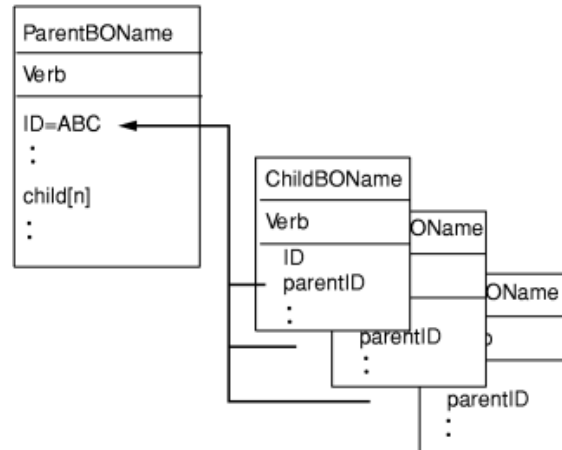 ParentBOName
Verb
ID=ABC
:
child[n]
:
ChildBOName
Verb
ID
parentID
:
OName
parentID
:
OName
parentID
: